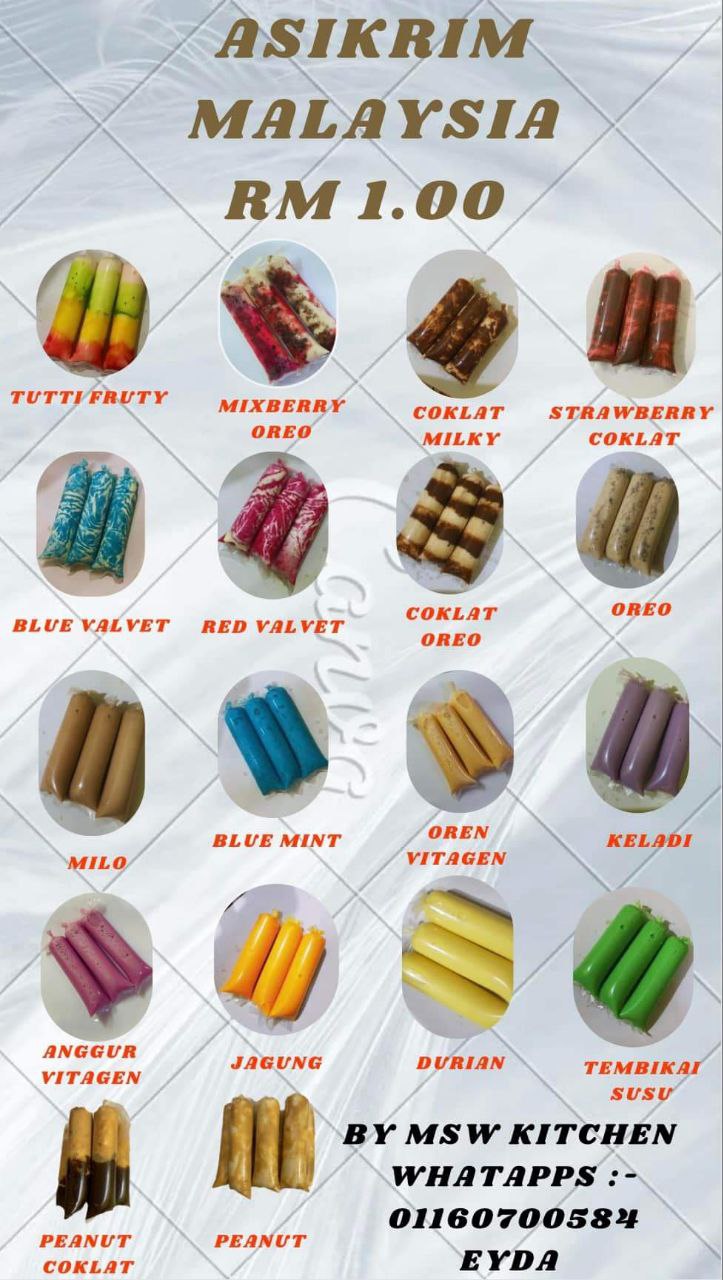 ASIKRIM
MALAYSIA
RM 1.00
TUTTI FRUTY
MIXBERRY
OREO
COKLAT
MILKY
STRAWBERRY
COKLAT
BLUE VALVET
RED VALVET
COKLAT
OREO
OREO
MILO
BLUE MINT
OREN
VITAGEN
KELADI
ANGGUR
VITAGEN
JAGUNG
DURIAN
TEMBIKAI
SUSU
PEANUT
COKLAT
PEANUT
BY MSW KITCHEN
WHATAPPS :-
01160700584
EYDA
Canva